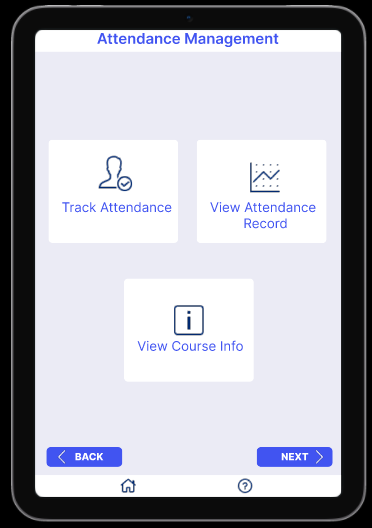 Attendance Management
Track Attendance
View Attendance
Record
i
View Course Info
BACK
NEXT
?